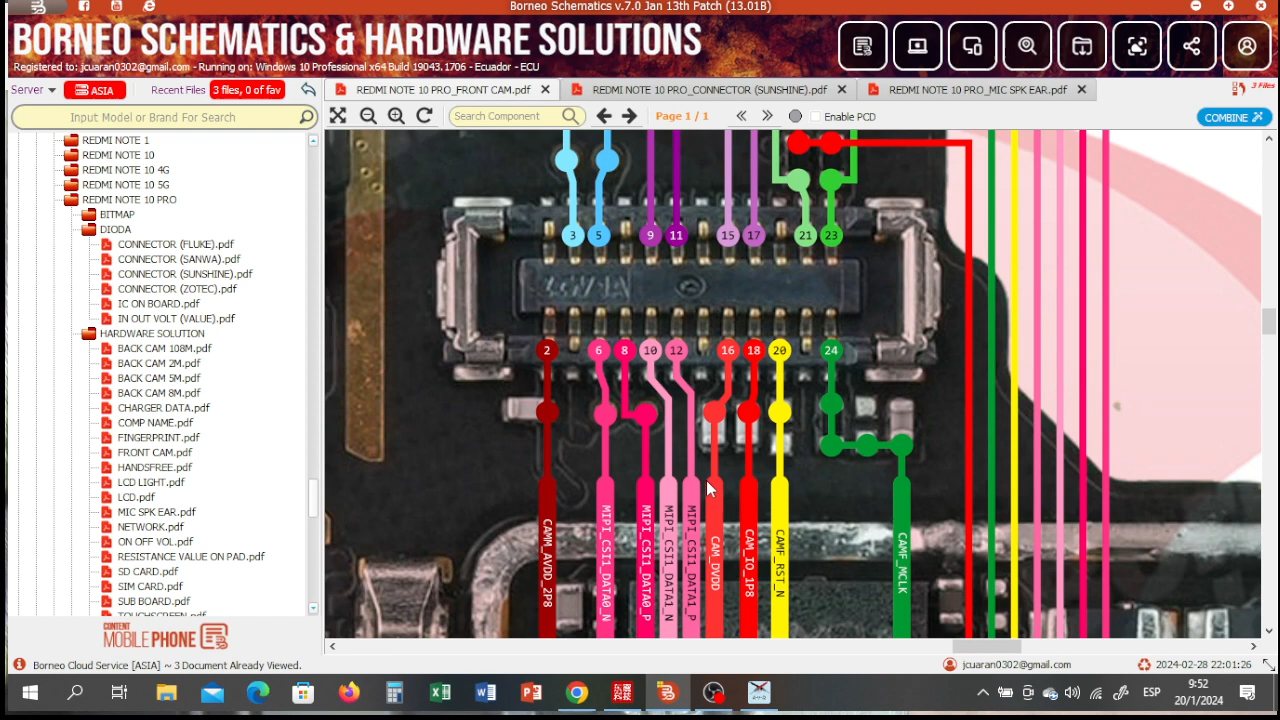 Borneo Schematics v.7.0 Jan 13th Patch (13.01B)
BORNEO SCHEMATICS & HARDWARE SOLUTIONS
Registered to: jcuaran0302@gmail.com - Running on: Windows 10 Professional x64 Build 19043.1706 - Ecuador - ECU
Server
ASIA
Recent Files
3 files, 0 of fav
REDMI NOTE 10 PRO_FRONT CAM.pdf
REDMI NOTE 10 PRO_CONNECTOR (SUNSHINE).pdf
REDMI NOTE 10 PRO_MIC SPK EAR.pdf
3 Files
Input Model or Brand For Search
Search Component
Page 1 / 1
Enable PCD
COMBINE
REDMI NOTE 1
REDMI NOTE 10
REDMI NOTE 10 4G
REDMI NOTE 10 5G
REDMI NOTE 10 PRO
BITMAP
DIODA
CONNECTOR (FLUKE).pdf
CONNECTOR (SANWA).pdf
CONNECTOR (SUNSHINE).pdf
CONNECTOR (ZOTEC).pdf
IC ON BOARD.pdf
IN OUT VOLT (VALUE).pdf
HARDWARE SOLUTION
BACK CAM 108M.pdf
BACK CAM 2M.pdf
BACK CAM 5M.pdf
BACK CAM 8M.pdf
CHARGER DATA.pdf
COMP NAME.pdf
FINGERPRINT.pdf
FRONT CAM.pdf
HANDSFREE.pdf
LCD LIGHT.pdf
LCD.pdf
MIC SPK EAR.pdf
NETWORK.pdf
ON OFF VOL.pdf
RESISTANCE VALUE ON PAD.pdf
SD CARD.pdf
SIM CARD.pdf
SUB BOARD.pdf
TOUCHSCREEN.pdf
3 5 9 11 15 17 21 23
2 6 8 10 12 16 18 20 24
CAMM_AVDD_2P8
MIPI_CSI1_DATA0_N
MIPI_CSI1_DATA0_P
MIPI_CSI1_DATA1_N
MIPI_CSI1_DATA1_P
CAM_DVDD
CAM_IO_1P8
CAMF_RST_N
CAMF_MCLK
CONTENT
MOBILE PHONE
Borneo Cloud Service [ASIA] ~ 3 Document Already Viewed.
jcuaran0302@gmail.com
2024-02-28 22:01:26
ESP
9:52
20/1/2024